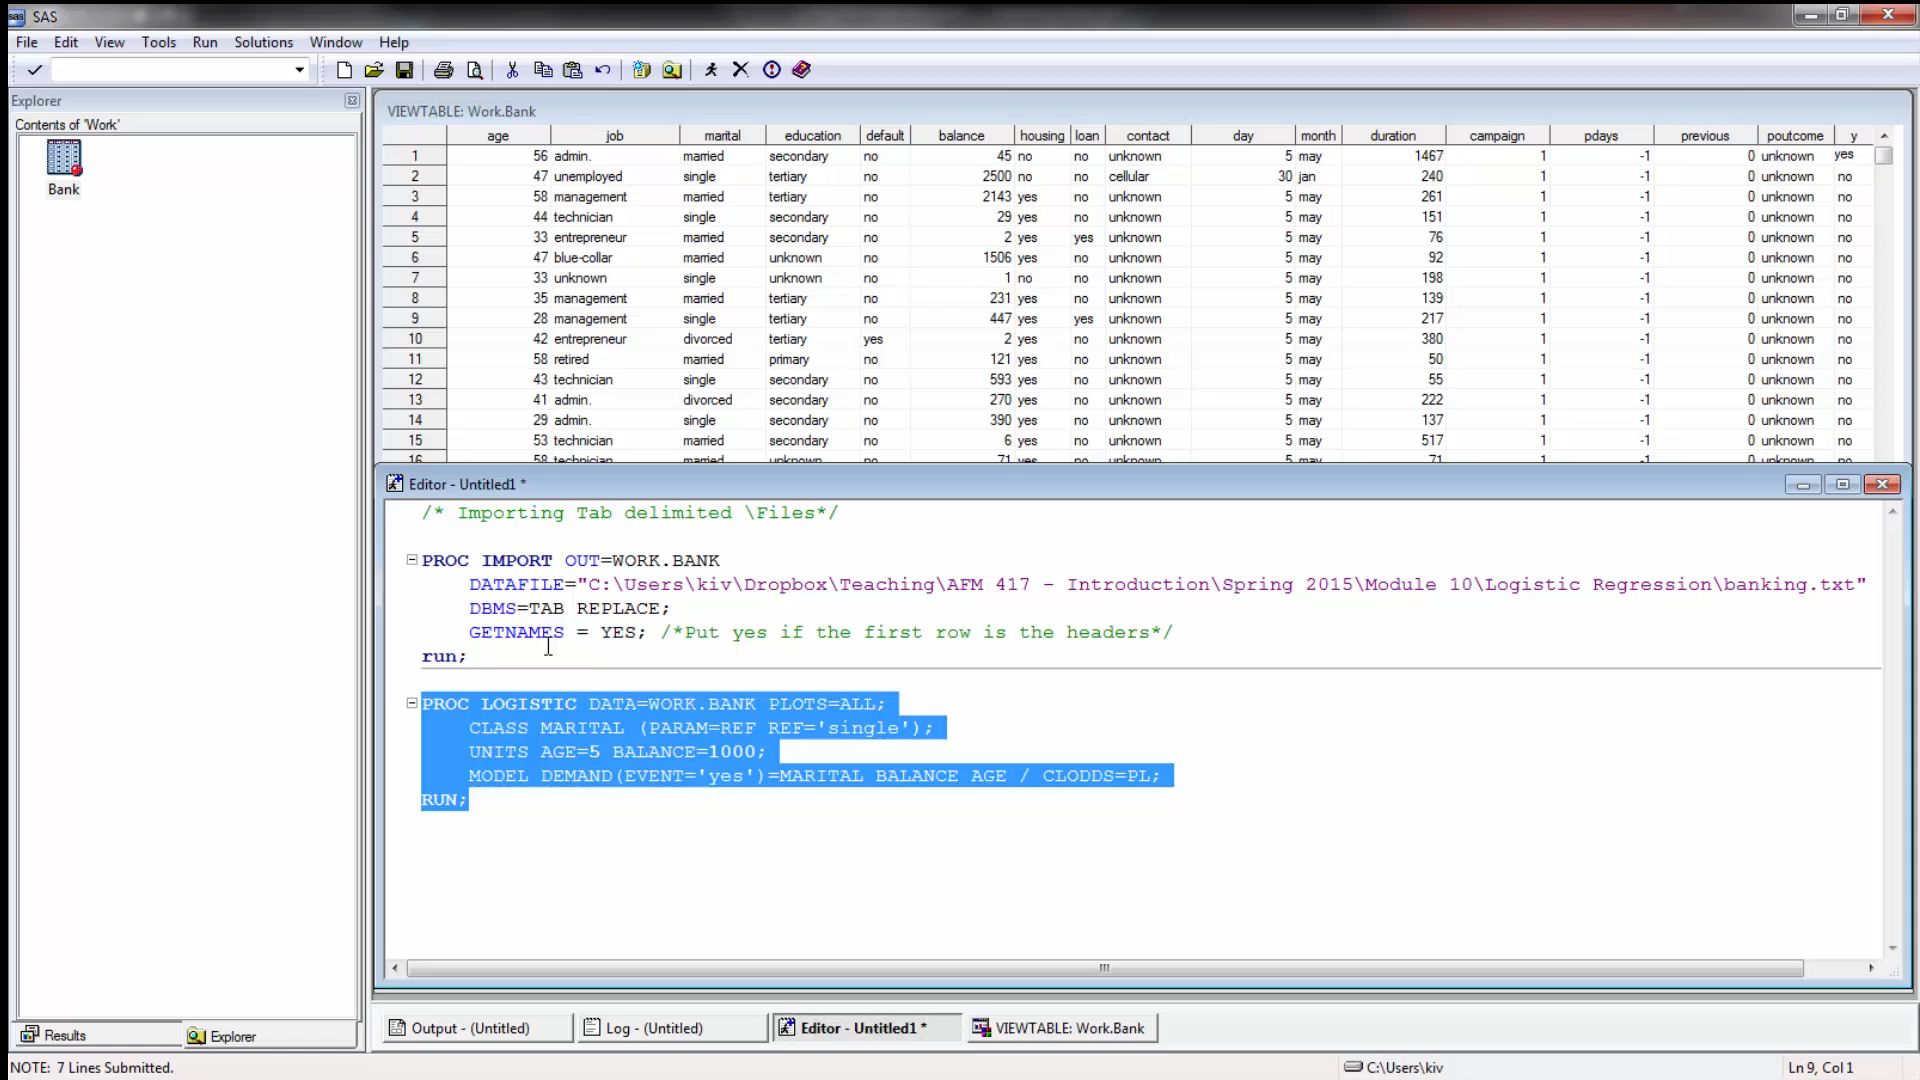 SAS
File Edit View Tools Run Solutions Window Help
Explorer
Contents of 'Work'
Bank
VIEWTABLE: Work.Bank
age job marital education default balance housing loan contact day month duration campaign pdays previous poutcome y
1 56 admin. married secondary no 45 no no unknown 5 may 1467 1 -1 0 unknown yes
2 47 unemployed single tertiary no 2500 no no cellular 30 jan 240 1 -1 0 unknown no
3 58 management married tertiary no 2143 yes no unknown 5 may 261 1 -1 0 unknown no
4 44 technician single secondary no 29 yes no unknown 5 may 151 1 -1 0 unknown no
5 33 entrepreneur married secondary no 2 yes yes unknown 5 may 76 1 -1 0 unknown no
6 47 blue-collar married unknown no 1506 yes no unknown 5 may 92 1 -1 0 unknown no
7 33 unknown single unknown no 1 no no unknown 5 may 198 1 -1 0 unknown no
8 35 management married tertiary no 231 yes no unknown 5 may 139 1 -1 0 unknown no
9 28 management single tertiary no 447 yes yes unknown 5 may 217 1 -1 0 unknown no
10 42 entrepreneur divorced tertiary yes 2 yes no unknown 5 may 380 1 -1 0 unknown no
11 58 retired married primary no 121 yes no unknown 5 may 50 1 -1 0 unknown no
12 43 technician single secondary no 593 yes no unknown 5 may 55 1 -1 0 unknown no
13 41 admin. divorced secondary no 270 yes no unknown 5 may 222 1 -1 0 unknown no
14 29 admin. single secondary no 390 yes no unknown 5 may 137 1 -1 0 unknown no
15 53 technician married secondary no 6 yes no unknown 5 may 517 1 -1 0 unknown no
16 58 technician married unknown no 71 yes no unknown 5 may 71 1 -1 0 unknown no
Editor - Untitled1 *
/* Importing Tab delimited \Files*/
PROC IMPORT OUT=WORK.BANK
DATAFILE="C:\Users\kiv\Dropbox\Teaching\AFM 417 - Introduction\Spring 2015\Module 10\Logistic Regression\banking.txt"
DBMS=TAB REPLACE;
GETNAMES = YES; /*Put yes if the first row is the headers*/
run;
PROC LOGISTIC DATA=WORK.BANK PLOTS=ALL;
CLASS MARITAL (PARAM=REF REF='single');
UNITS AGE=5 BALANCE=1000;
MODEL DEMAND(EVENT='yes')=MARITAL BALANCE AGE / CLODDS=PL;
RUN;
Results Explorer
Output - (Untitled) Log - (Untitled) Editor - Untitled1 * VIEWTABLE: Work.Bank
NOTE: 7 Lines Submitted. C:\Users\kiv Ln 9, Col 1